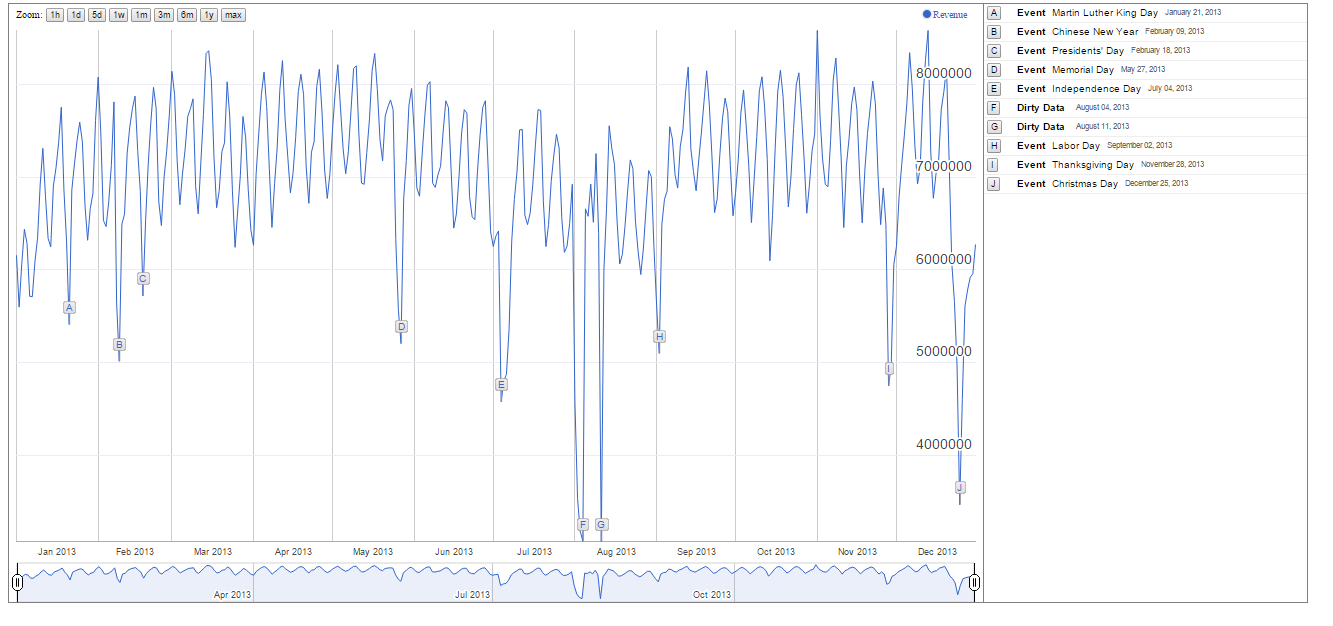 Zoom: 1h 1d 5d 1w 1m 3m 6m 1y max
Revenue
8000000
7000000
6000000
5000000
4000000
A
B
C
D
E
F
G
H
I
J
Jan 2013 Feb 2013 Mar 2013 Apr 2013 May 2013 Jun 2013 Jul 2013 Aug 2013 Sep 2013 Oct 2013 Nov 2013 Dec 2013
Apr 2013 Jul 2013 Oct 2013
A Event Martin Luther King Day January 21, 2013
B Event Chinese New Year February 09, 2013
C Event Presidents' Day February 18, 2013
D Event Memorial Day May 27, 2013
E Event Independence Day July 04, 2013
F Dirty Data August 04, 2013
G Dirty Data August 11, 2013
H Event Labor Day September 02, 2013
I Event Thanksgiving Day November 28, 2013
J Event Christmas Day December 25, 2013